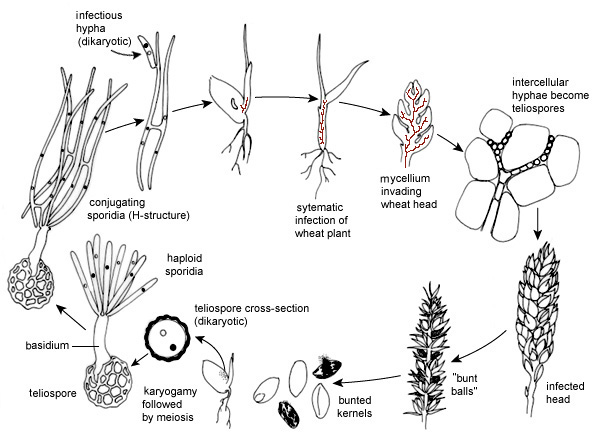 infectious
hypha
(dikaryotic)
conjugating
sporidia (H-structure)
sytematic
infection of
wheat plant
mycellium
invading
wheat head
intercellular
hyphae become
teliospores
haploid
sporidia
teliospore cross-section
(dikaryotic)
basidium
teliospore
karyogamy
followed
by meiosis
bunted
kernels
"bunt
balls"
infected
head